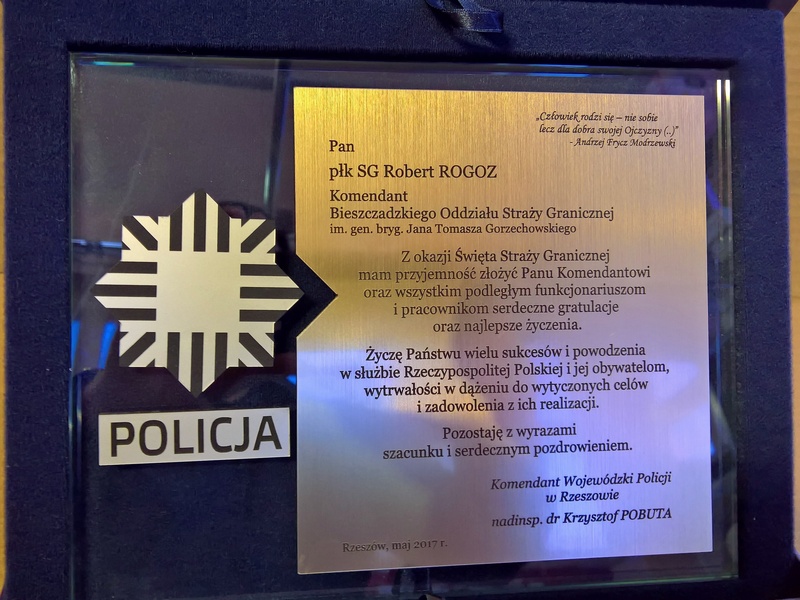 „Człowiek rodzi się – nie sobie
lecz dla dobra swojej Ojczyzny (..)”
- Andrzej Frycz Modrzewski
Pan
płk SG Robert ROGOZ
Komendant
Bieszczadzkiego Oddziału Straży Granicznej
im. gen. bryg. Jana Tomasza Gorzechowskiego
Z okazji Święta Straży Granicznej
mam przyjemność złożyć Panu Komendantowi
oraz wszystkim podległym funkcjonariuszom
i pracownikom serdeczne gratulacje
oraz najlepsze życzenia.
Życzę Państwu wielu sukcesów i powodzenia
w służbie Rzeczypospolitej Polskiej i jej obywatelom,
wytrwałości w dążeniu do wytyczonych celów
i zadowolenia z ich realizacji.
Pozostaję z wyrazami
szacunku i serdecznym pozdrowieniem.
Komendant Wojewódzki Policji
w Rzeszowie
nadinsp. dr Krzysztof POBUTA
Rzeszów, maj 2017 r.
POLICJA